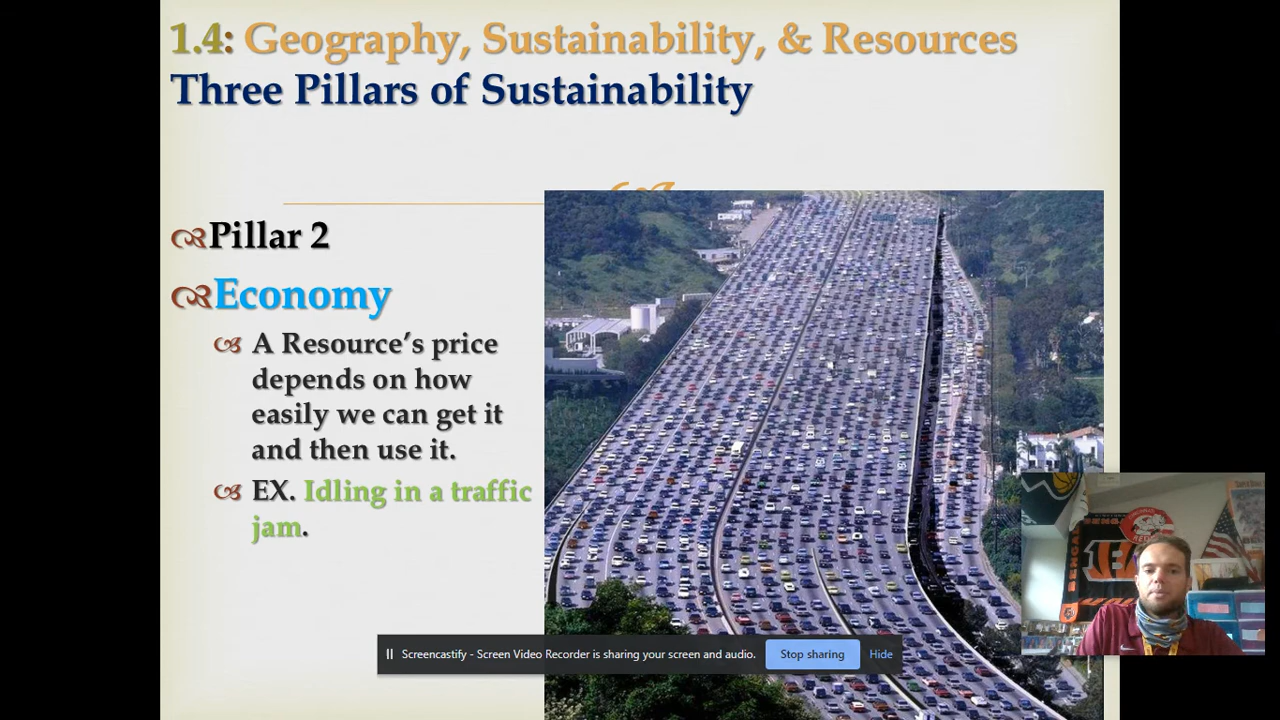 1.4: Geography, Sustainability, & Resources
Three Pillars of Sustainability
Pillar 2
Economy
A Resource's price
depends on how
easily we can get it
and then use it.
EX. Idling in a traffic
jam.
BENGALS
REDS
Screencastify - Screen Video Recorder is sharing your screen and audio.
Stop sharing
Hide